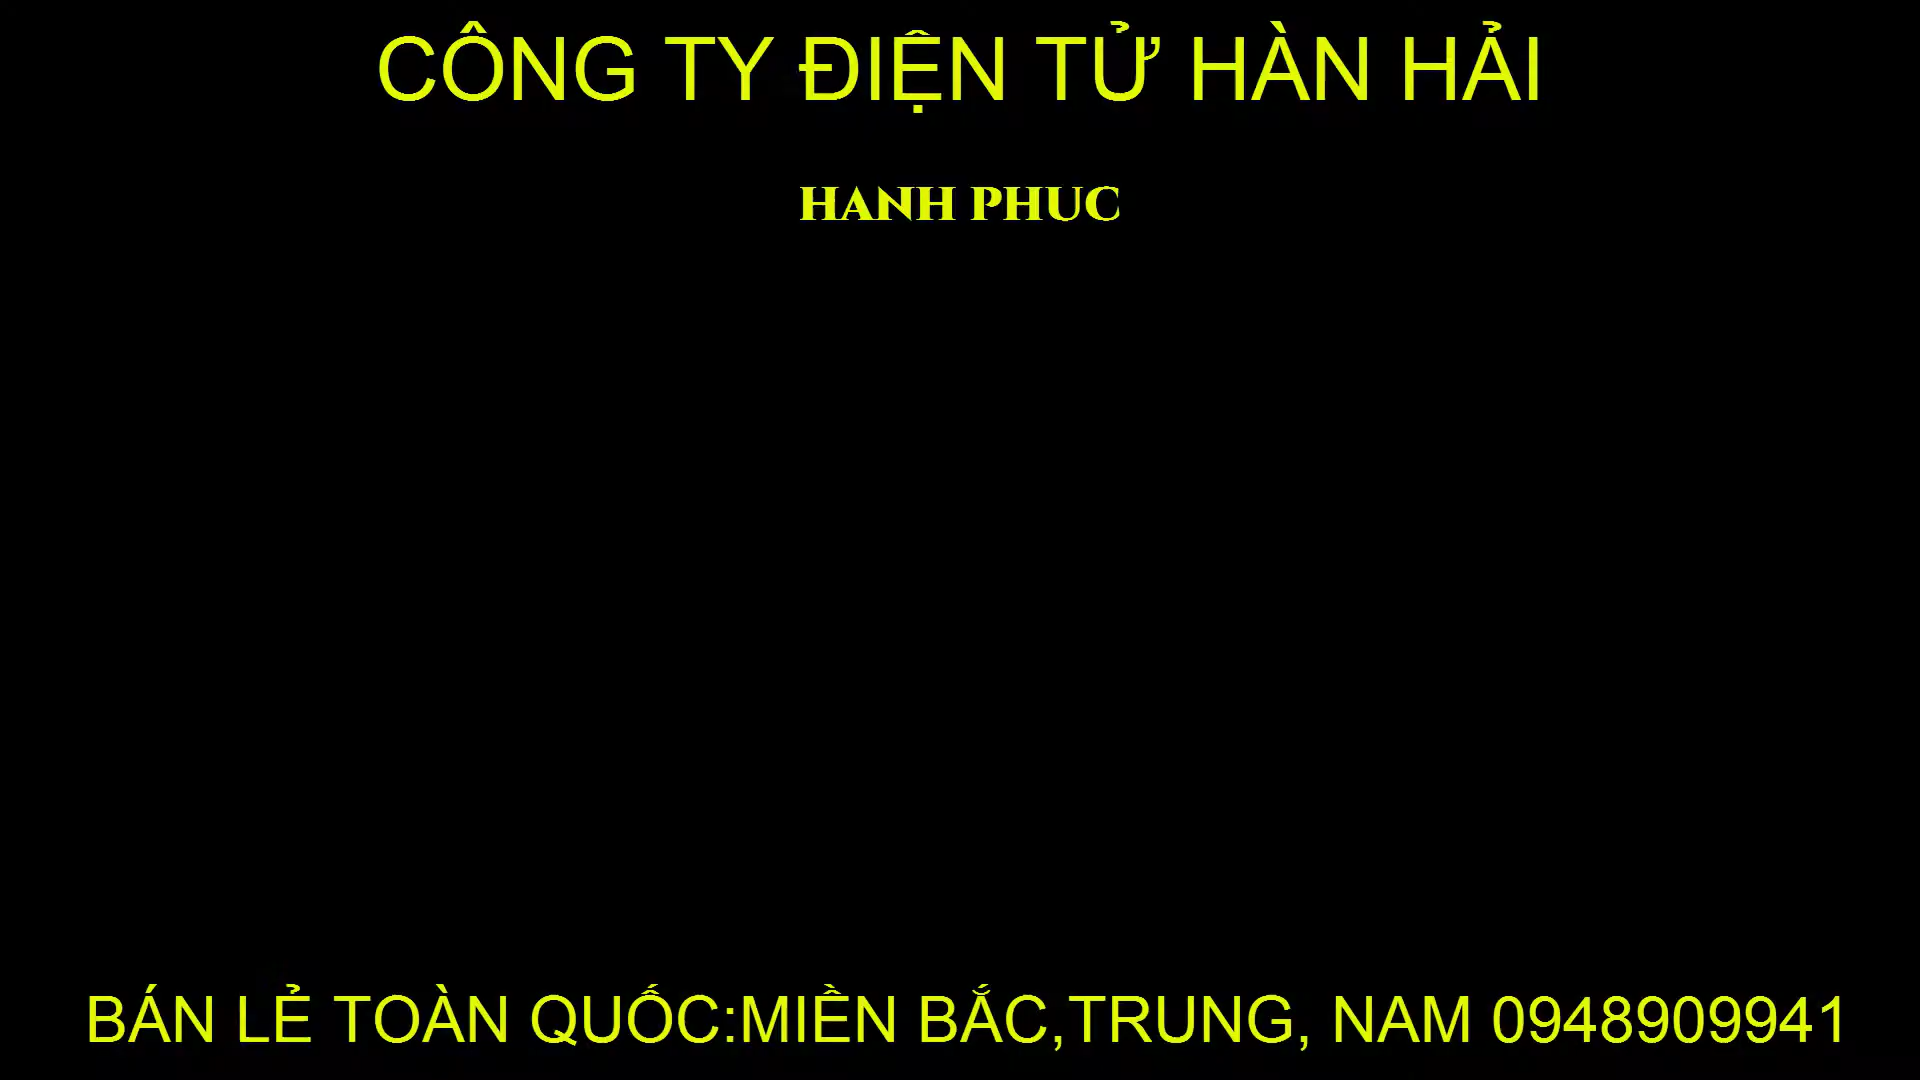 CÔNG TY ĐIỆN TỬ HÀN HẢI
HANH PHUC
BÁN LẺ TOÀN QUỐC:MIỀN BẮC,TRUNG, NAM 0948909941